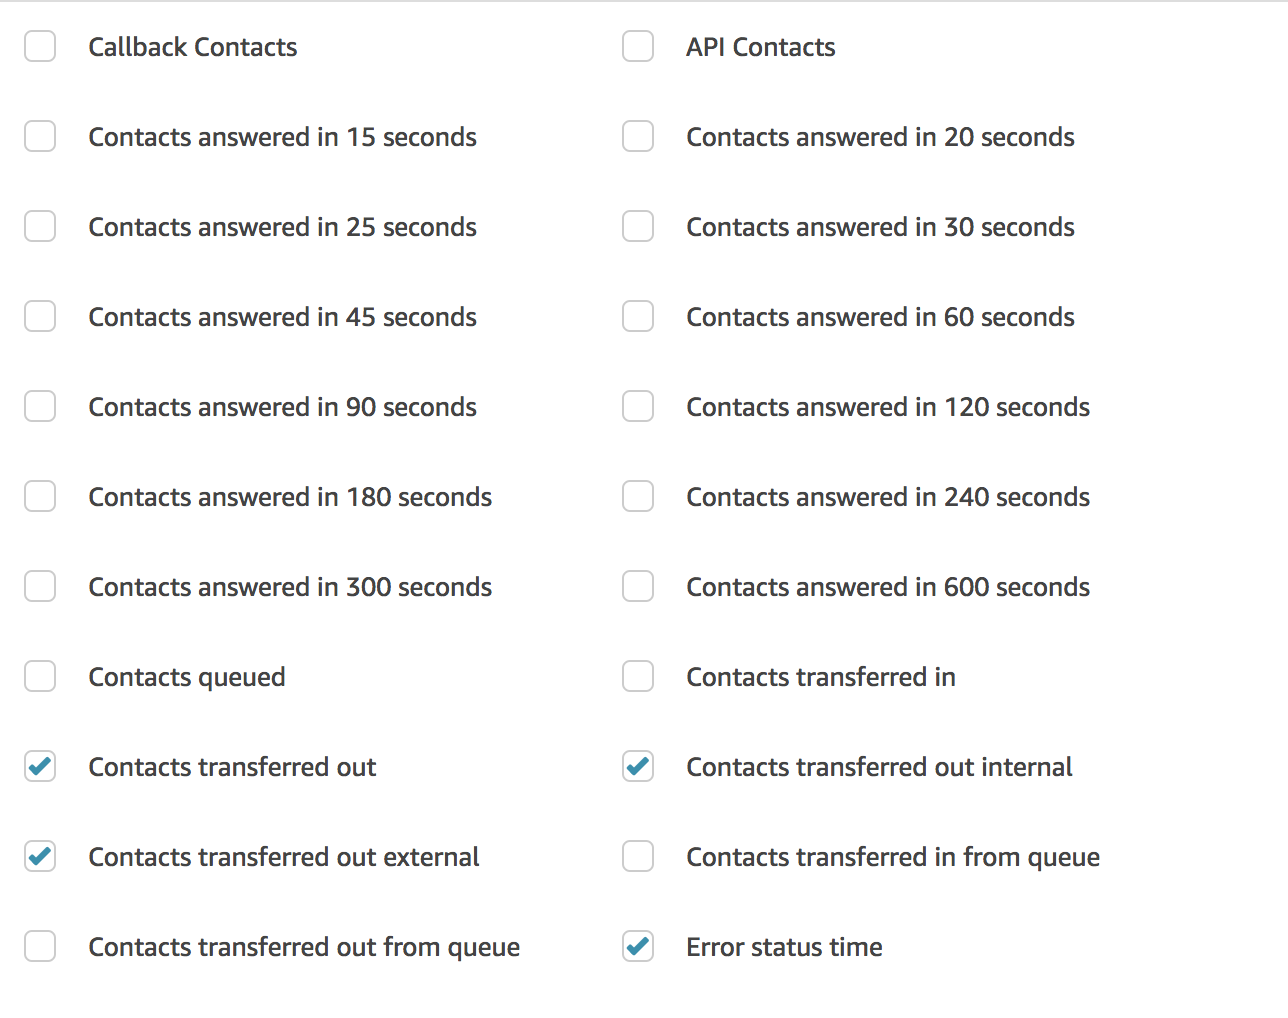 Callback Contacts
API Contacts
Contacts answered in 15 seconds
Contacts answered in 20 seconds
Contacts answered in 25 seconds
Contacts answered in 30 seconds
Contacts answered in 45 seconds
Contacts answered in 60 seconds
Contacts answered in 90 seconds
Contacts answered in 120 seconds
Contacts answered in 180 seconds
Contacts answered in 240 seconds
Contacts answered in 300 seconds
Contacts answered in 600 seconds
Contacts queued
Contacts transferred in
Contacts transferred out
Contacts transferred out internal
Contacts transferred out external
Contacts transferred in from queue
Contacts transferred out from queue
Error status time